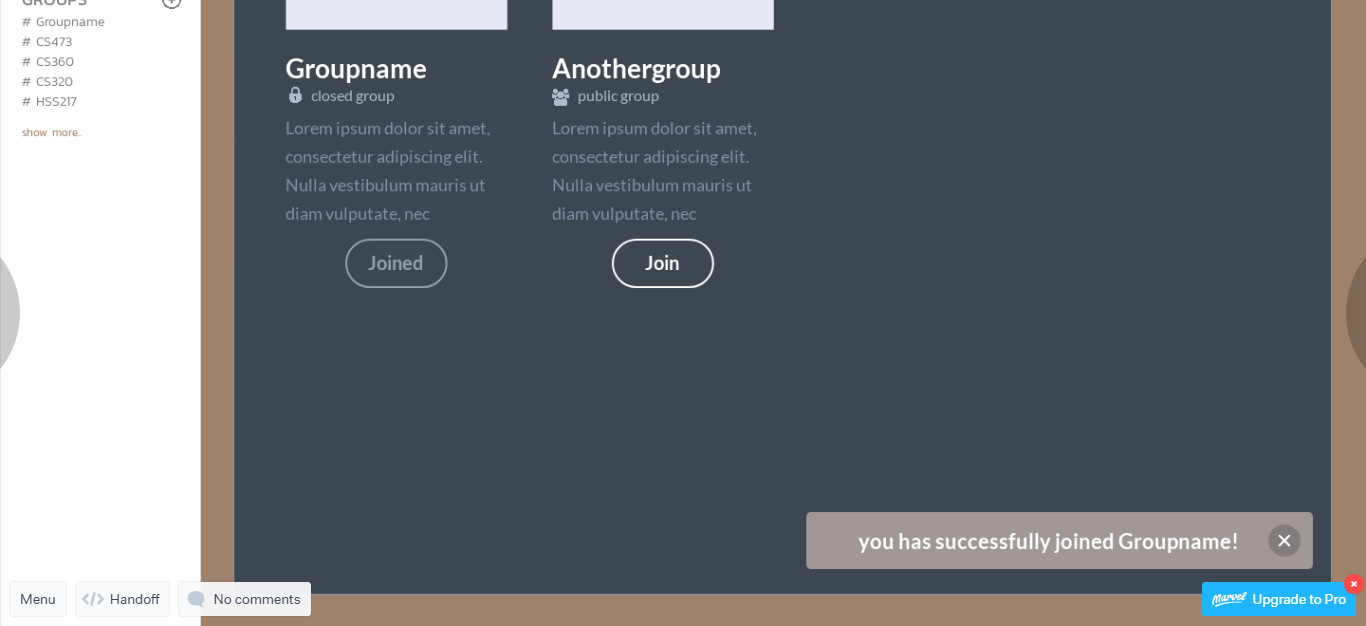 GROUPS
# Groupname
# CS473
# CS360
# CS320
# HSS217
show more..
Groupname
closed group
Lorem ipsum dolor sit amet,
consectetur adipiscing elit.
Nulla vestibulum mauris ut
diam vulputate, nec
Joined
Anothergroup
public group
Lorem ipsum dolor sit amet,
consectetur adipiscing elit.
Nulla vestibulum mauris ut
diam vulputate, nec
Join
you has successfully joined Groupname!
Menu
</> Handoff
No comments
Marvel Upgrade to Pro